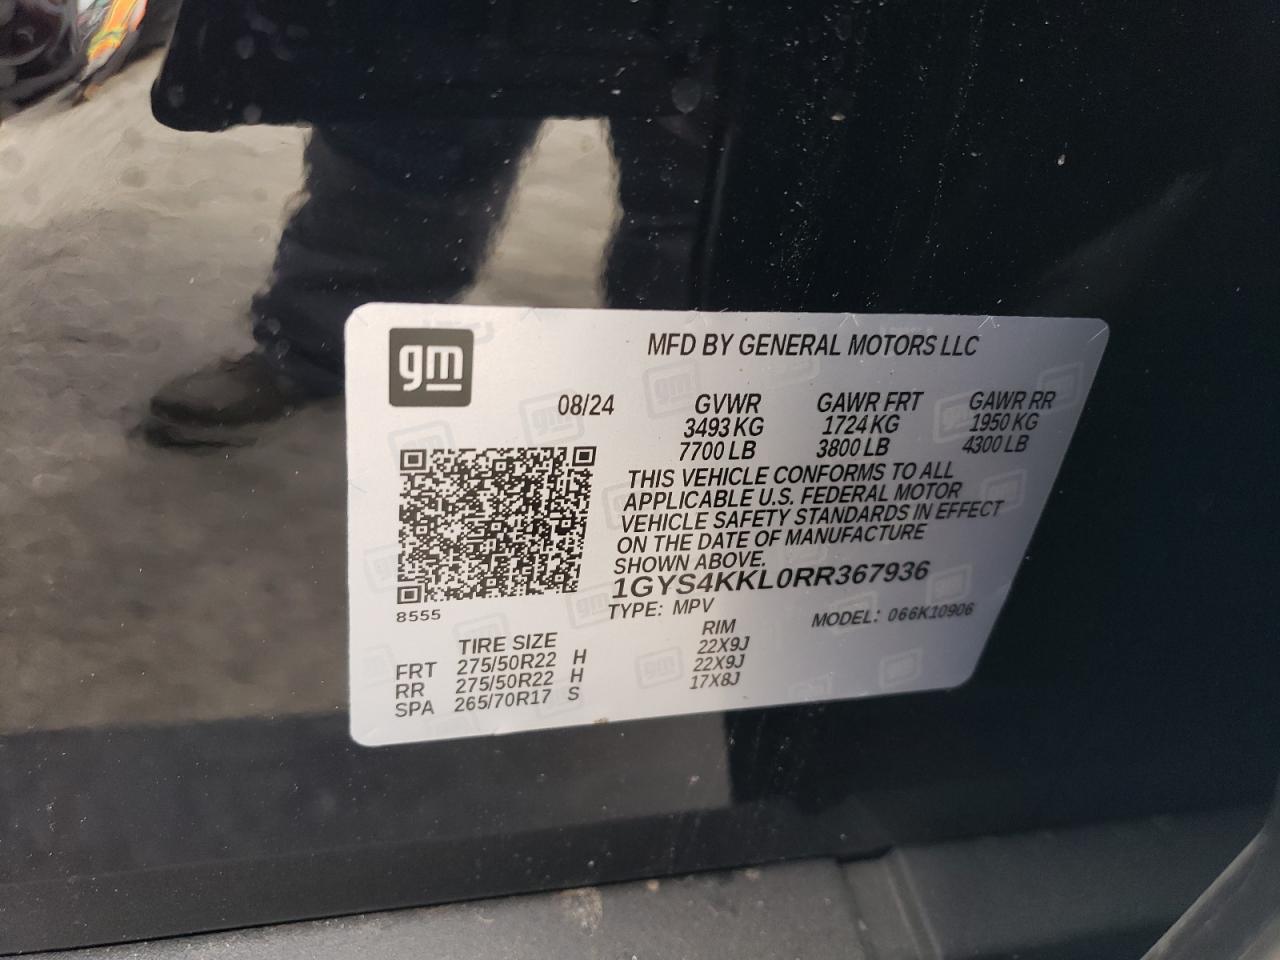 gm
MFD BY GENERAL MOTORS LLC
08/24 GVWR GAWR FRT GAWR RR
3493 KG 1724 KG 1950 KG
7700 LB 3800 LB 4300 LB
THIS VEHICLE CONFORMS TO ALL
APPLICABLE U.S. FEDERAL MOTOR
VEHICLE SAFETY STANDARDS IN EFFECT
ON THE DATE OF MANUFACTURE
SHOWN ABOVE.
1GYS4KKL0RR367936
8555
TYPE: MPV MODEL: 066K10906
TIRE SIZE RIM
FRT 275/50R22 H 22X9J
RR 275/50R22 H 22X9J
SPA 265/70R17 S 17X8J